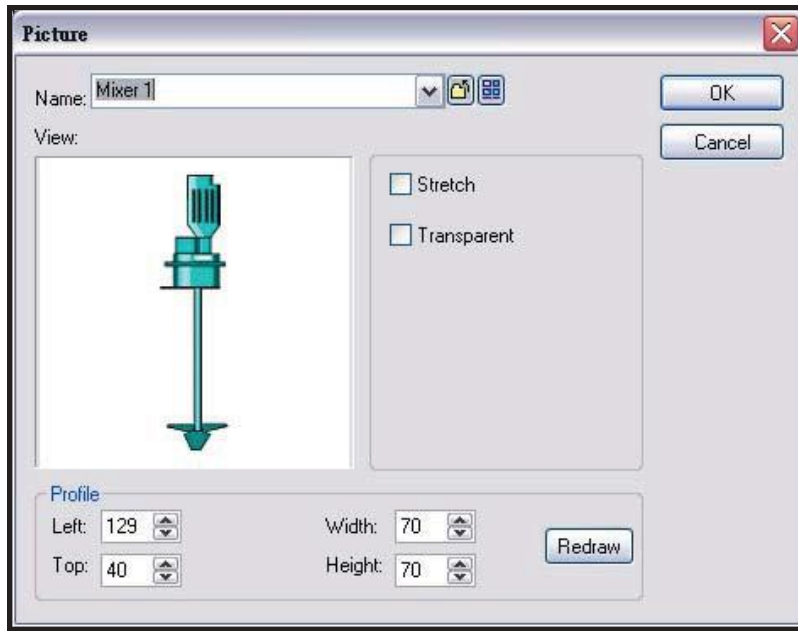 Picture
Name: Mixer 1
OK
View:
Cancel
Stretch
Transparent
Profile
Left: 129 Width: 70
Redraw
Top: 40 Height: 70